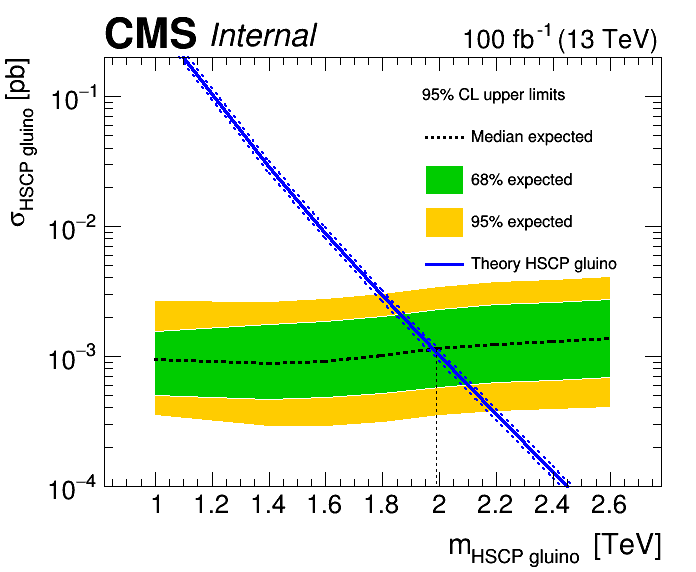 CMS Internal 100 fb⁻¹ (13 TeV)
σHSCP gluino [pb]
95% CL upper limits
Median expected
68% expected
95% expected
Theory HSCP gluino
10⁻¹
10⁻²
10⁻³
10⁻⁴
1 1.2 1.4 1.6 1.8 2 2.2 2.4 2.6
mHSCP gluino [TeV]